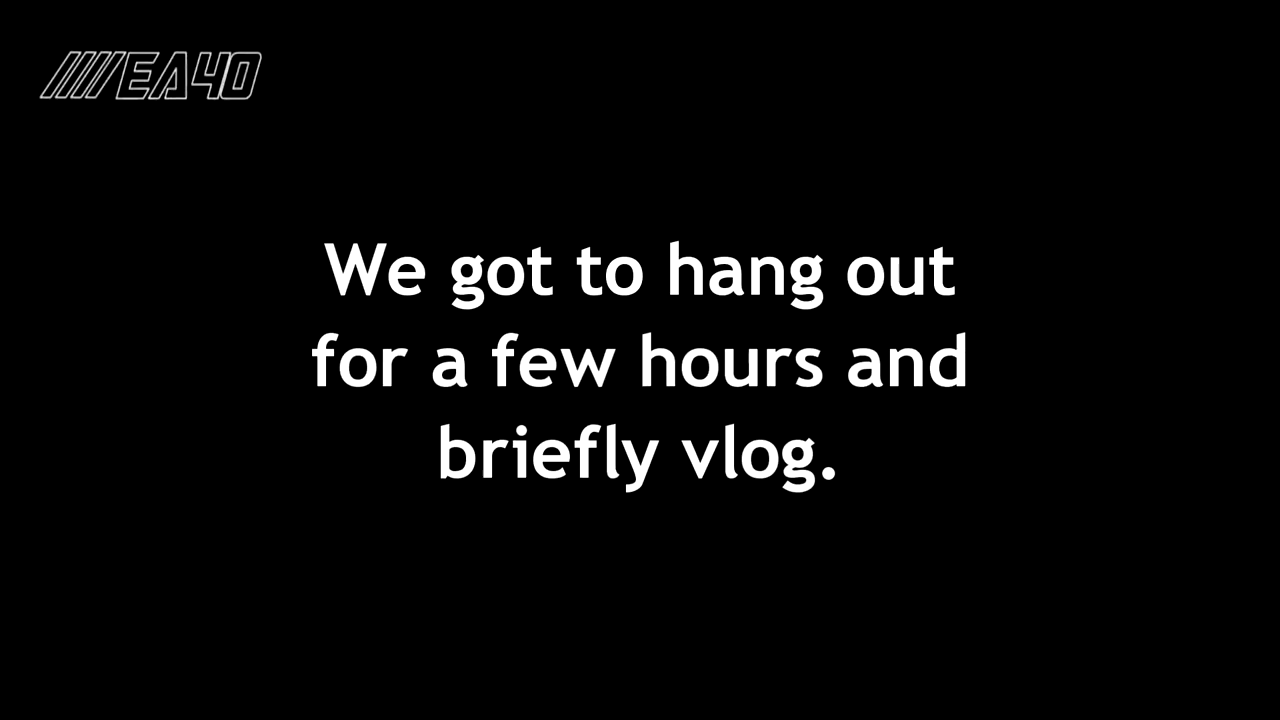 ////EA40
We got to hang out
for a few hours and
briefly vlog.